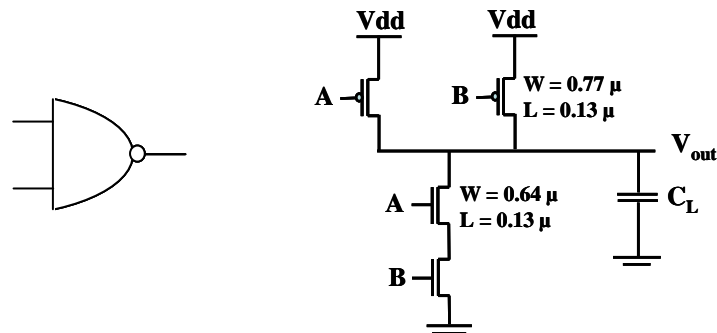 Vdd
Vdd
A
B
W = 0.77 µ
L = 0.13 µ
Vout
A
W = 0.64 µ
L = 0.13 µ
CL
B